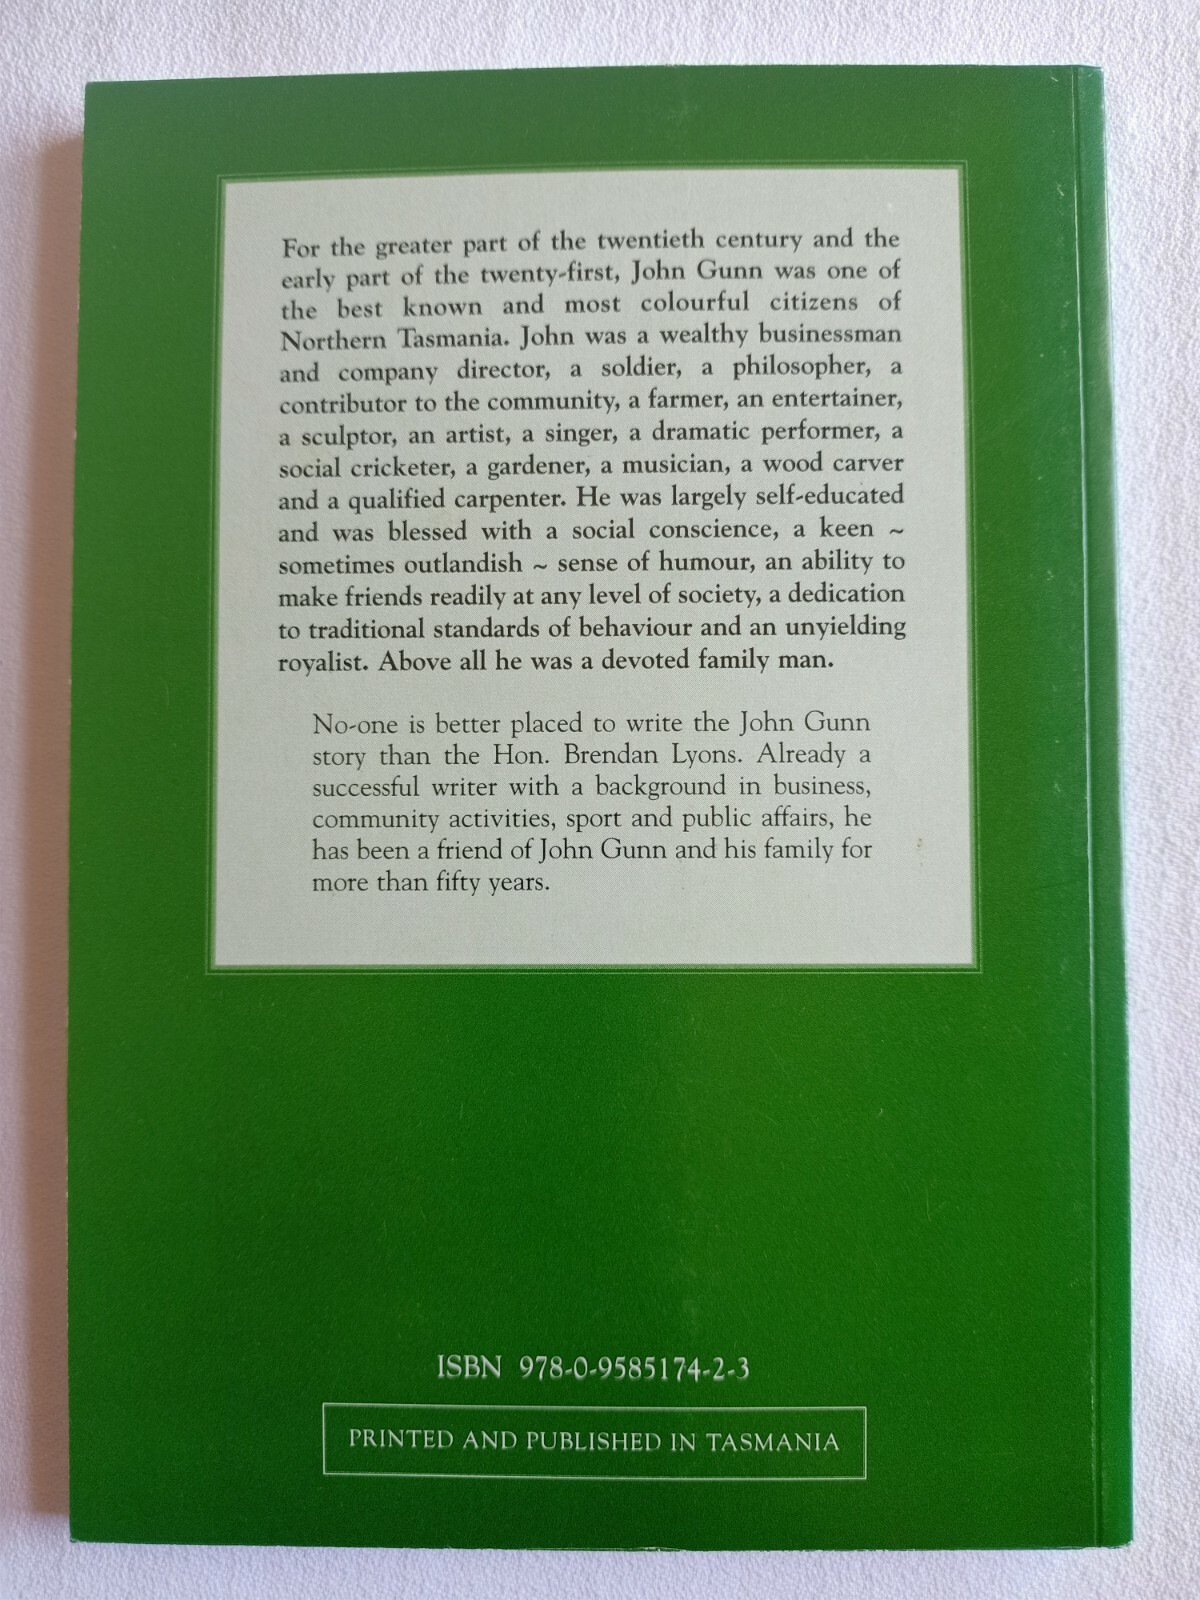 For the greater part of the twentieth century and the
early part of the twenty-first, John Gunn was one of
the best known and most colourful citizens of
Northern Tasmania. John was a wealthy businessman
and company director, a soldier, a philosopher, a
contributor to the community, a farmer, an entertainer,
a sculptor, an artist, a singer, a dramatic performer, a
social cricketer, a gardener, a musician, a wood carver
and a qualified carpenter. He was largely self-educated
and was blessed with a social conscience, a keen ~
sometimes outlandish ~ sense of humour, an ability to
make friends readily at any level of society, a dedication
to traditional standards of behaviour and an unyielding
royalist. Above all he was a devoted family man.
No-one is better placed to write the John Gunn
story than the Hon. Brendan Lyons. Already a
successful writer with a background in business,
community activities, sport and public affairs, he
has been a friend of John Gunn and his family for
more than fifty years.
ISBN 978-0-9585174-2-3
PRINTED AND PUBLISHED IN TASMANIA